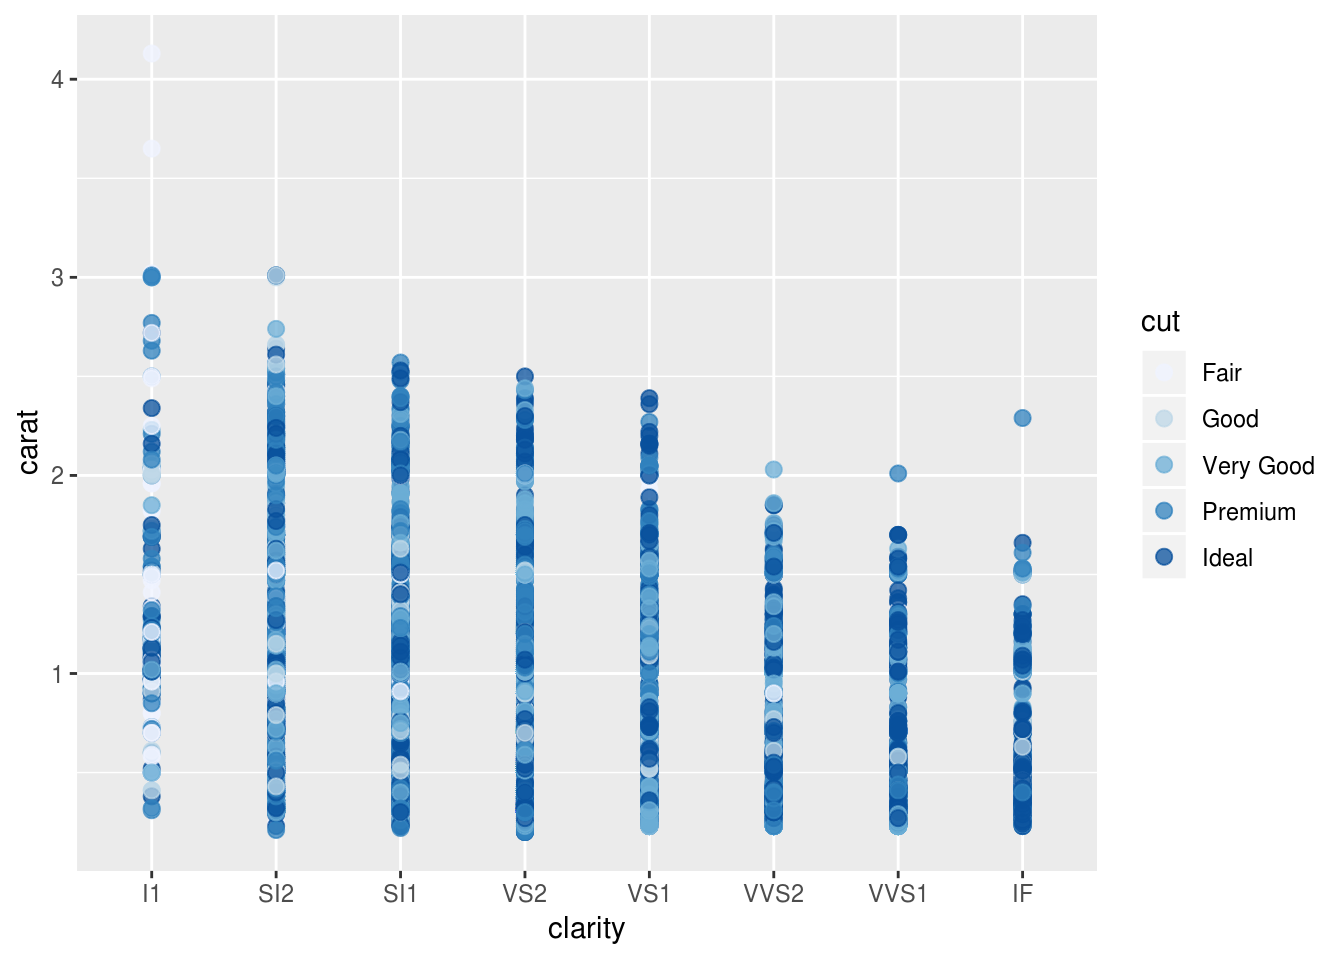 4
3
2
1
carat
I1 SI2 SI1 VS2 VS1 VVS2 VVS1 IF
clarity
cut
Fair
Good
Very Good
Premium
Ideal